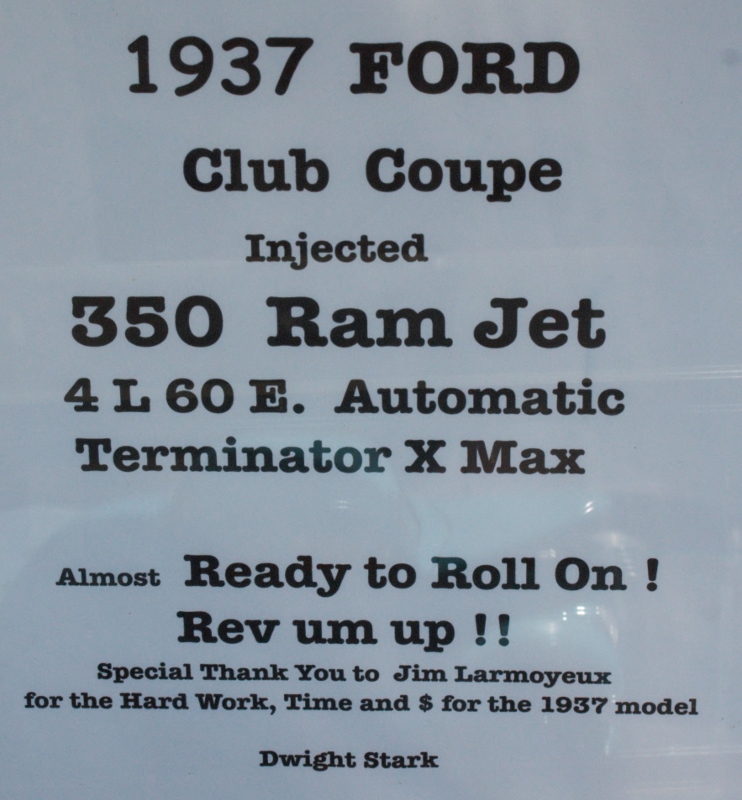 1937 FORD
Club Coupe
Injected
350 Ram Jet
4 L 60 E. Automatic
Terminator X Max
Almost Ready to Roll On !
Rev um up !!
Special Thank You to Jim Larmoyeux
for the Hard Work, Time and $ for the 1937 model
Dwight Stark